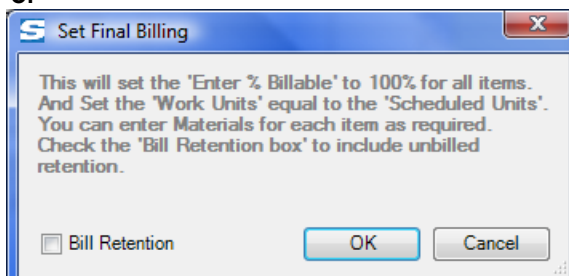 Set Final Billing
This will set the 'Enter % Billable' to 100% for all items.
And Set the 'Work Units' equal to the 'Scheduled Units'.
You can enter Materials for each item as required.
Check the 'Bill Retention box' to include unbilled
retention.
Bill Retention
OK
Cancel